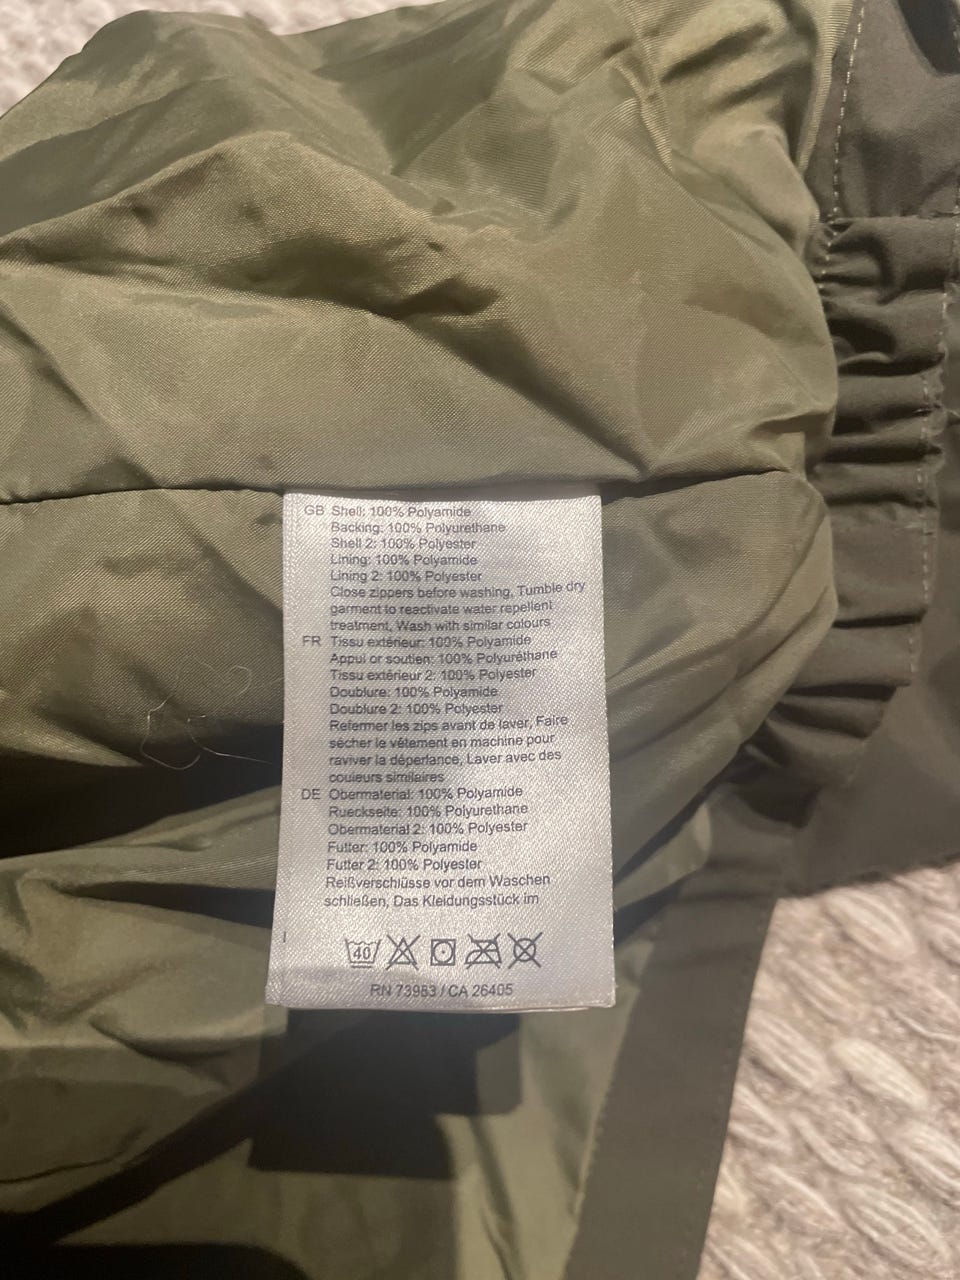 GB Shell: 100% Polyamide
Backing: 100% Polyurethane
Shell 2: 100% Polyester
Lining: 100% Polyamide
Lining 2: 100% Polyester
Close zippers before washing, Tumble dry
garment to reactivate water repellent
treatment, Wash with similar colours
FR Tissu extérieur: 100% Polyamide
Appui or soutien: 100% Polyuréthane
Tissu extérieur 2: 100% Polyester
Doublure: 100% Polyamide
Doublure 2: 100% Polyester
Refermer les zips avant de laver, Faire
sécher le vêtement en machine pour
raviver la déperlance, Laver avec des
couleurs similaires
DE Obermaterial: 100% Polyamide
Rueckseite: 100% Polyurethane
Obermaterial 2: 100% Polyester
Futter: 100% Polyamide
Futter 2: 100% Polyester
Reißverschlüsse vor dem Waschen
schließen, Das Kleidungsstück im
40
RN 73983 / CA 26405